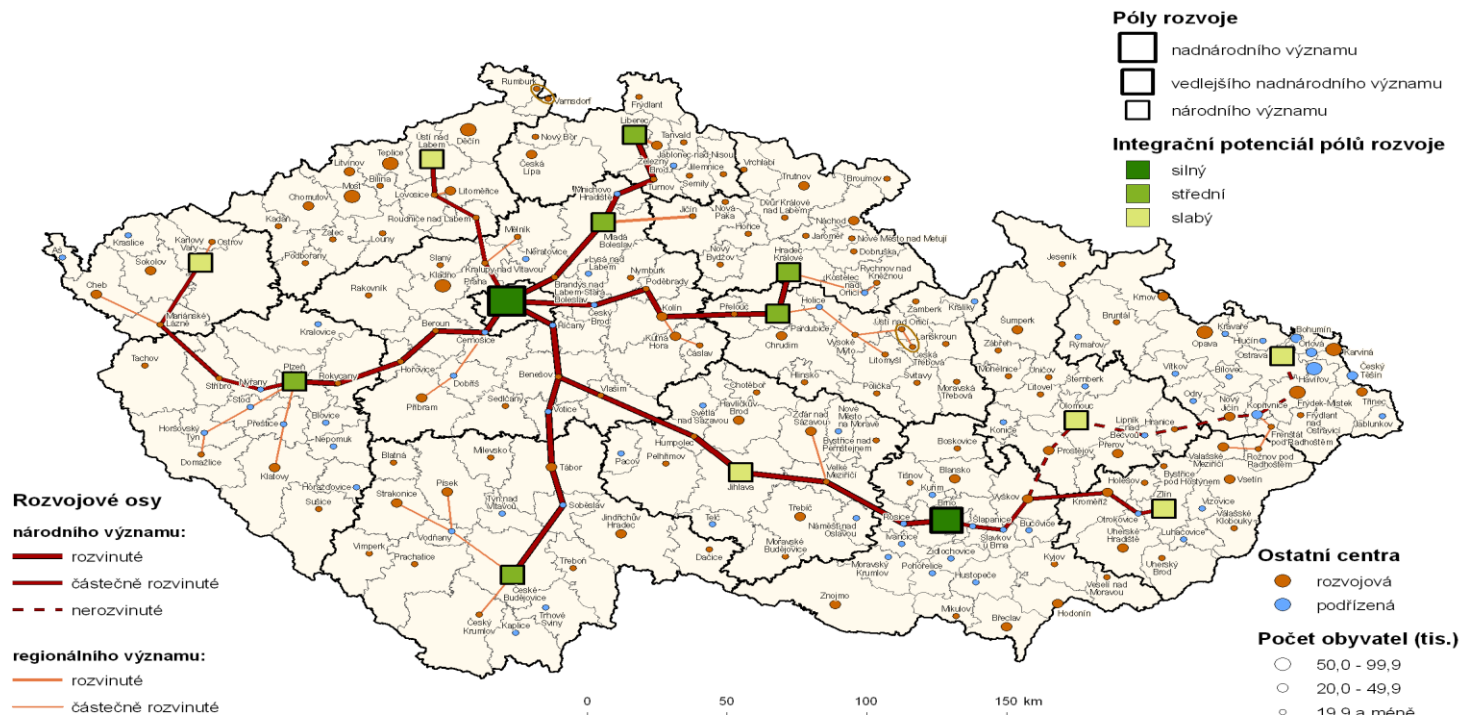 Póly rozvoje
nadnárodního významu
vedlejšího nadnárodního významu
národního významu
Integrační potenciál pólů rozvoje
silný
střední
slabý
Rumburk
Varnsdorf
Frýdlant
Liberec
Děčín
Ústí nad
Labem
Nový Bor
Tanvald
Jablonec nad Nisou
Česká
Lípa
Železný
Brod
Jilemnice
Semily
Turnov
Vrchlabí
Trutnov
Broumov
Teplice
Litvínov
Bílina
Most
Litoměřice
Lovosice
Chomutov
Roudnice nad Labem
Mnichovo
Hradiště
Mladá
Boleslav
Jičín
Nová
Paka
Dvůr Králové
nad Labem
Hořice
Náchod
Jaroměř
Nové Město nad Metují
Dobruška
Kadaň
Žatec
Louny
Podbořany
Mělník
Neratovice
Kralupy nad Vltavou
Slaný
Kladno
Praha
Rakovník
Lysá nad
Labem
Brandýs nad
Labem-Stará
Boleslav
Nymburk
Poděbrady
Nový
Bydžov
Hradec
Králové
Rychnov nad
Kněžnou
Kostelec
nad
Orlicí
Kraslice
Karlovy
Vary
Ostrov
Sokolov
Aš
Cheb
Mariánské
Lázně
Tachov
Kralovice
Beroun
Černošice
Říčany
Český
Brod
Kolín
Kutná
Hora
Čáslav
Přelouč
Pardubice
Holice
Chrudim
Vysoké
Mýto
Ústí nad Orlicí
Žamberk
Králíky
Lanškroun
Česká
Třebová
Litomyšl
Svitavy
Hlinsko
Polička
Moravská
Třebová
Jeseník
Šumperk
Zábřeh
Mohelnice
Bruntál
Rýmařov
Krnov
Opava
Kravaře
Hlučín
Bohumín
Ostrava
Orlová
Karviná
Havířov
Český
Těšín
Třinec
Jablunkov
Bílovec
Vítkov
Odry
Nový
Jičín
Kopřivnice
Frýdek-Místek
Frýdlant
nad
Ostravicí
Frenštát
pod Radhoštěm
Rožnov pod
Radhoštěm
Valašské
Meziříčí
Vsetín
Uničov
Litovel
Šternberk
Olomouc
Lipník
nad
Bečvou
Hranice
Přerov
Prostějov
Konice
Plzeň
Rokycany
Hořovice
Stříbro
Nýřany
Stod
Přeštice
Blovice
Nepomuk
Horšovský
Týn
Domažlice
Klatovy
Sušice
Horažďovice
Dobříš
Příbram
Sedlčany
Benešov
Vlašim
Votice
Tábor
Milevsko
Blatná
Písek
Strakonice
Týn nad
Vltavou
Vodňany
Soběslav
Jindřichův
Hradec
Vimperk
Prachatice
České
Budějovice
Třeboň
Český
Krumlov
Kaplice
Trhové
Sviny
Dačice
Chotěboř
Havlíčkův
Brod
Světlá
nad Sázavou
Žďár nad
Sázavou
Nové
Město
na Moravě
Bystřice nad
Pernštejnem
Humpolec
Pelhřimov
Pacov
Jihlava
Velké
Meziříčí
Telč
Třebíč
Náměšť nad
Oslavou
Moravské
Budějovice
Boskovice
Blansko
Tišnov
Kuřim
Brno
Rosice
Ivančice
Šlapanice
Slavkov
u Brna
Vyškov
Bučovice
Židlochovice
Pohořelice
Moravský
Krumlov
Hustopeče
Kyjov
Veselí nad
Moravou
Hodonín
Břeclav
Mikulov
Znojmo
Kroměříž
Holešov
Bystřice
pod Hostýnem
Zlín
Otrokovice
Vizovice
Valašské
Klobouky
Luhačovice
Uherské
Hradiště
Uherský
Brod
Rozvojové osy
národního významu:
rozvinuté
částečně rozvinuté
nerozvinuté
regionálního významu:
rozvinuté
částečně rozvinuté
Ostatní centra
rozvojová
podřízená
Počet obyvatel (tis.)
50,0 - 99,9
20,0 - 49,9
19,9 a méně
0 50 100 150 km